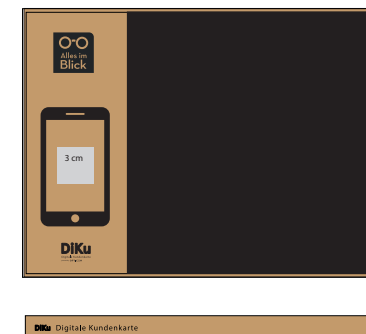 Alles im
Blick
3 cm
DiKu
DiKu Digitale Kundenkarte